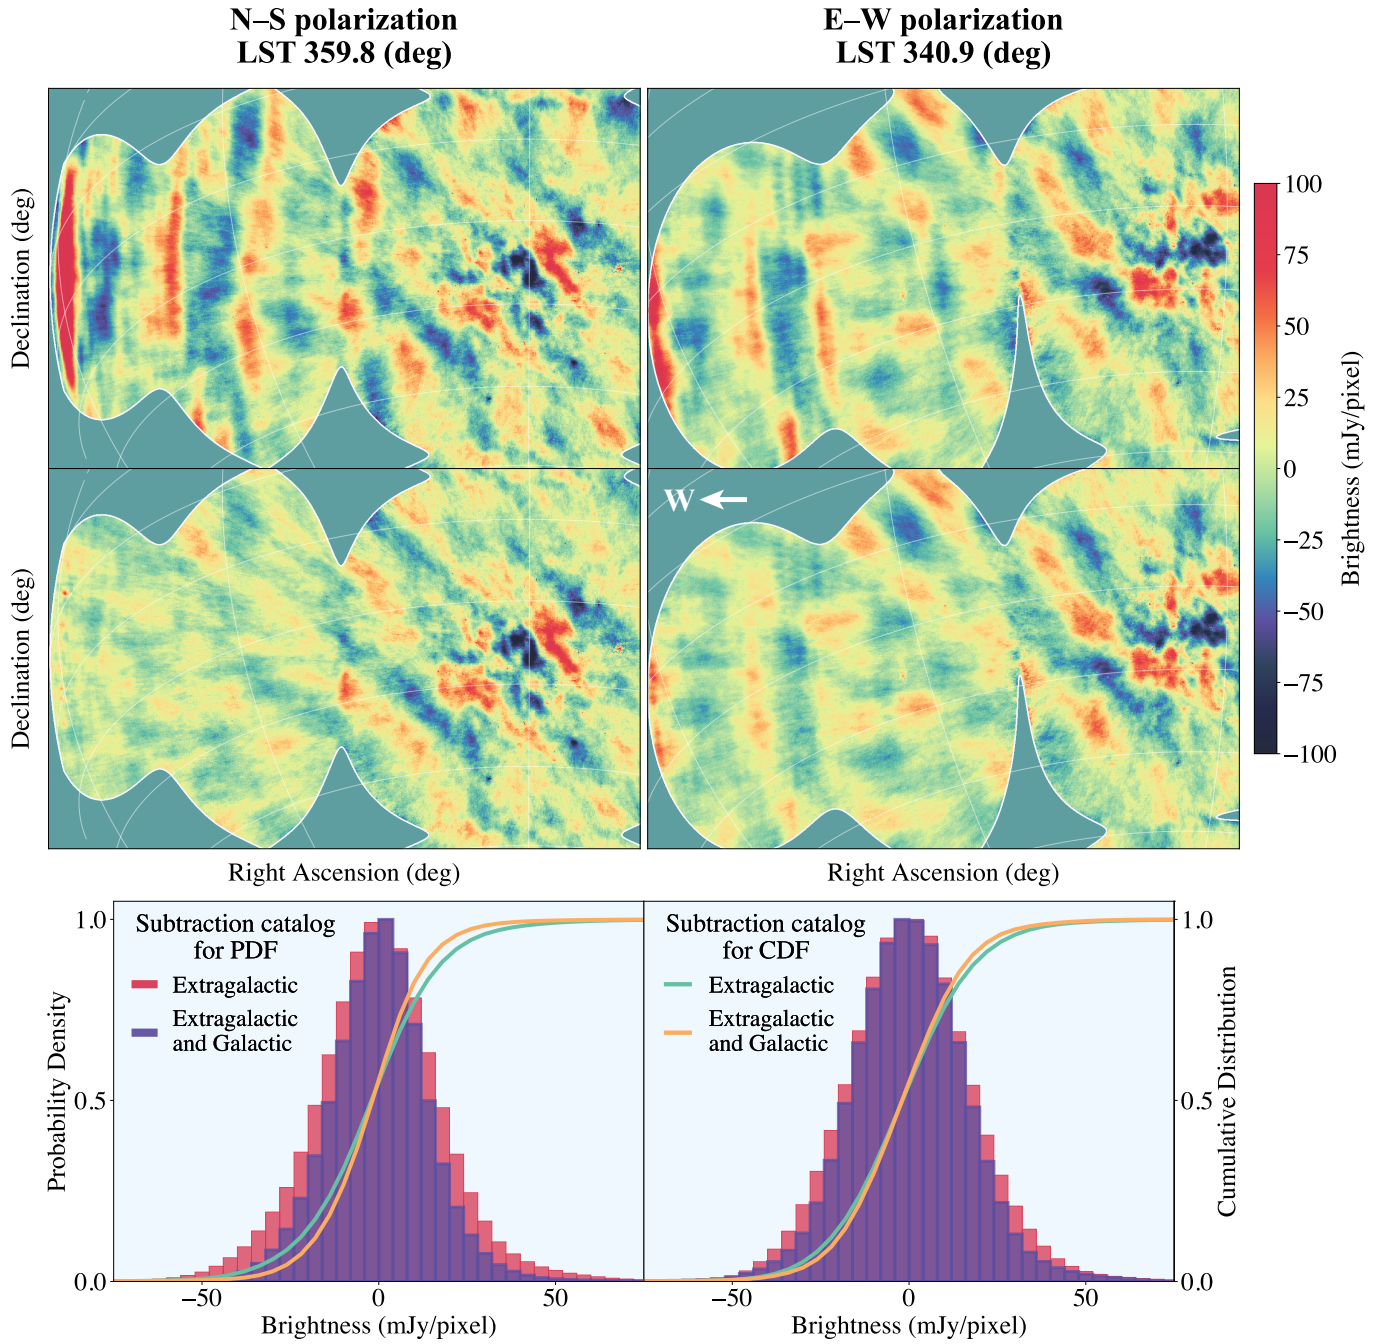 N–S polarization
LST 359.8 (deg)
E–W polarization
LST 340.9 (deg)
Declination (deg)
Declination (deg)
W
100
75
50
25
0
−25
−50
−75
−100
Brightness (mJy/pixel)
Right Ascension (deg)
Right Ascension (deg)
1.0
0.5
0.0
Probability Density
Subtraction catalog
for PDF
Extragalactic
Extragalactic
and Galactic
−50
0
50
Brightness (mJy/pixel)
Subtraction catalog
for CDF
Extragalactic
Extragalactic
and Galactic
−50
0
50
Brightness (mJy/pixel)
1.0
0.5
0.0
Cumulative Distribution